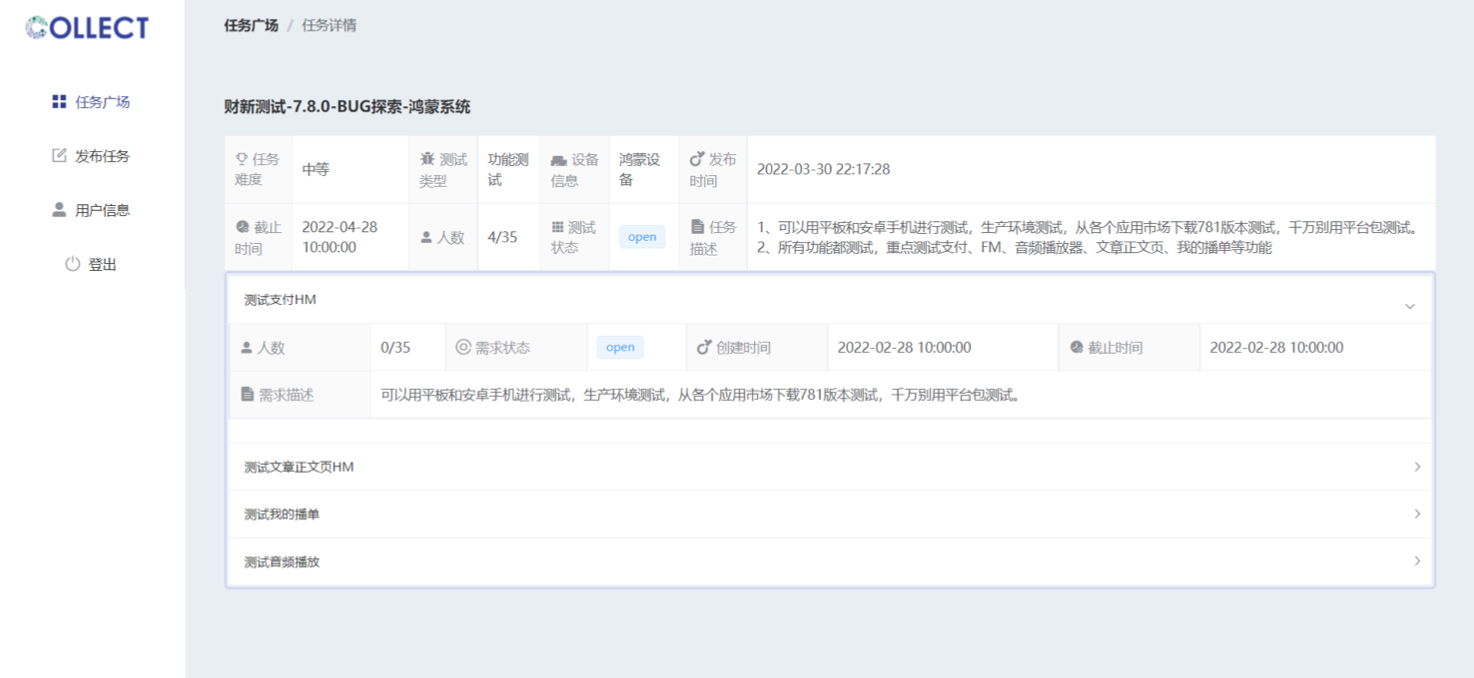 COLLECT
任务广场 / 任务详情
任务广场
发布任务
用户信息
登出
财新测试-7.8.0-BUG探索-鸿蒙系统
任务难度 中等 测试类型 功能测试 设备信息 鸿蒙设备 发布时间 2022-03-30 22:17:28
截止时间 2022-04-28 10:00:00 人数 4/35 测试状态 open 任务描述 1、可以用平板和安卓手机进行测试，生产环境测试，从各个应用市场下载781版本测试，千万别用平台包测试。
2、所有功能都测试，重点测试支付、FM、音频播放器、文章正文页、我的播单等功能
测试支付HM
人数 0/35 需求状态 open 创建时间 2022-02-28 10:00:00 截止时间 2022-02-28 10:00:00
需求描述 可以用平板和安卓手机进行测试，生产环境测试，从各个应用市场下载781版本测试，千万别用平台包测试。
测试文章正文页HM
测试我的播单
测试音频播放